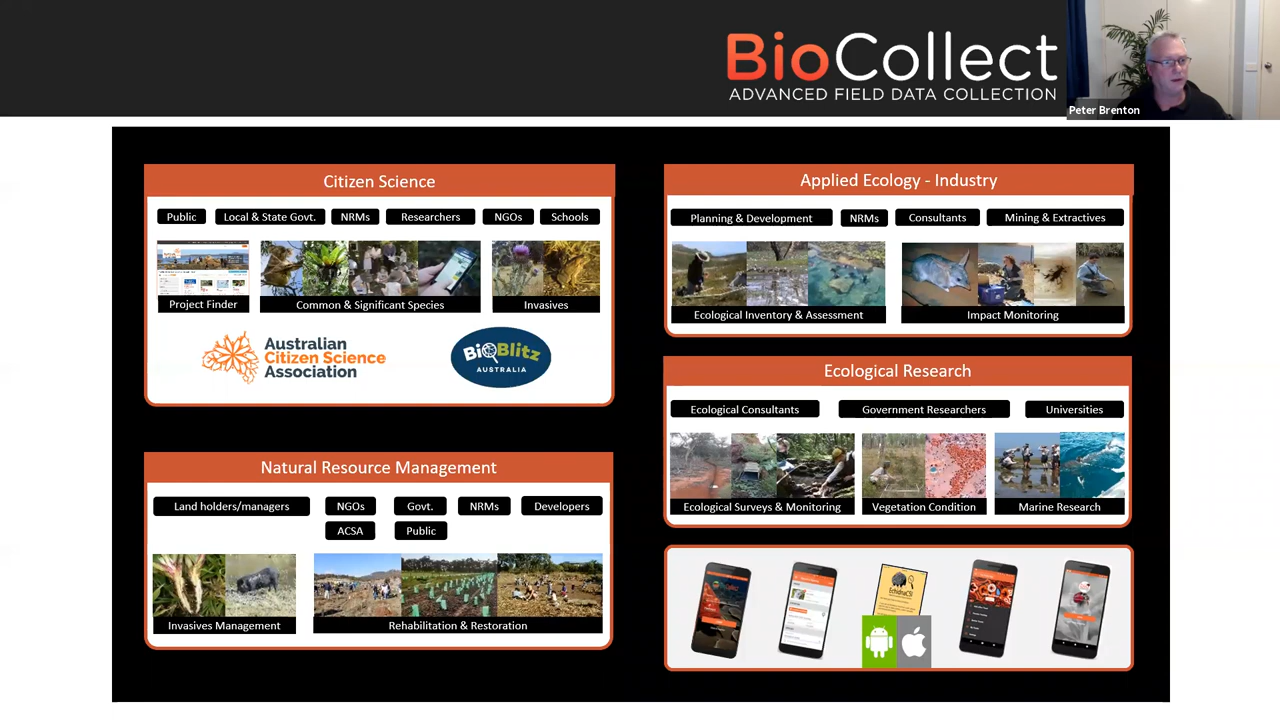 BioCollect
ADVANCED FIELD DATA COLLECTION
Peter Brenton
Citizen Science
Public
Local & State Govt.
NRMs
Researchers
NGOs
Schools
Project Finder
Common & Significant Species
Invasives
Australian
Citizen Science
Association
BioBlitz
AUSTRALIA
Natural Resource Management
Land holders/managers
NGOs
Govt.
NRMs
Developers
ACSA
Public
Invasives Management
Rehabilitation & Restoration
Applied Ecology - Industry
Planning & Development
NRMs
Consultants
Mining & Extractives
Ecological Inventory & Assessment
Impact Monitoring
Ecological Research
Ecological Consultants
Government Researchers
Universities
Ecological Surveys & Monitoring
Vegetation Condition
Marine Research
EchidnaCSI